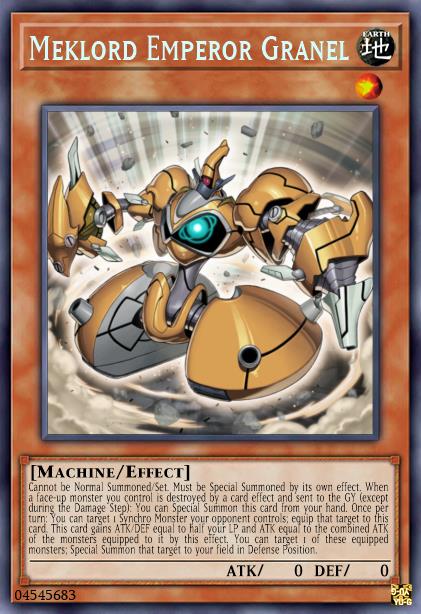 MEKLORD EMPEROR GRANEL
EARTH
地
[MACHINE/EFFECT]
Cannot be Normal Summoned/Set. Must be Special Summoned by its own effect. When
a face-up monster you control is destroyed by a card effect and sent to the GY (except
during the Damage Step): You can Special Summon this card from your hand. Once per
turn: You can target 1 Synchro Monster your opponent controls; equip that target to this
card. This card gains ATK/DEF equal to half your LP and ATK equal to the combined ATK
of the monsters equipped to it by this effect. You can target 1 of these equipped
monsters; Special Summon that target to your field in Defense Position.
ATK/ 0 DEF/ 0
04545683